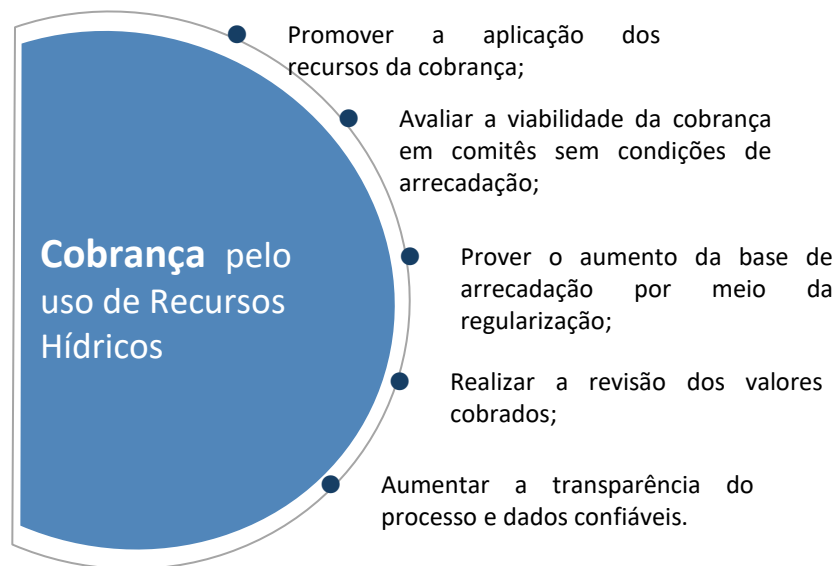 Cobrança pelo
uso de Recursos
Hídricos
Promover a aplicação dos
recursos da cobrança;
Avaliar a viabilidade da cobrança
em comitês sem condições de
arrecadação;
Prover o aumento da base de
arrecadação por meio da
regularização;
Realizar a revisão dos valores
cobrados;
Aumentar a transparência do
processo e dados confiáveis.